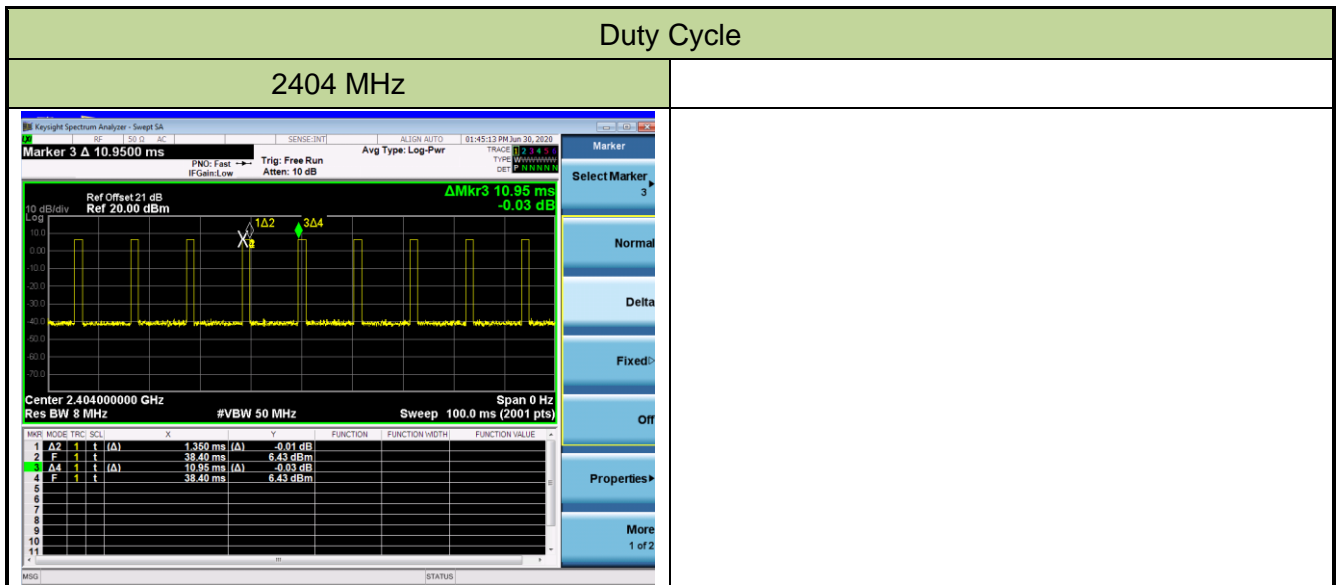 Duty Cycle
2404 MHz
Keysight Spectrum Analyzer - Swept SA
RF 50 Ω AC SENSE:INT ALIGN AUTO 01:45:13 PM Jun 30, 2020
Marker 3 Δ 10.9500 ms
PNO: Fast Trig: Free Run Avg Type: Log-Pwr TRACE 1 2 3 4 5 6
IFGain:Low Atten: 10 dB TYPE WWWWWW
DET P N N N N N
Ref Offset 21 dB ΔMkr3 10.95 ms
10 dB/div Ref 20.00 dBm -0.03 dB
Log
10.0
0.00
-10.0
-20.0
-30.0
-40.0
-50.0
-60.0
-70.0
1Δ2 3Δ4
Center 2.404000000 GHz Span 0 Hz
Res BW 8 MHz #VBW 50 MHz Sweep 100.0 ms (2001 pts)
MKR MODE TRC SCL X Y FUNCTION FUNCTION WIDTH FUNCTION VALUE
1 Δ2 1 t (Δ) 1.350 ms (Δ) -0.01 dB
2 F 1 t 38.40 ms 6.43 dBm
3 Δ4 1 t (Δ) 10.95 ms (Δ) -0.03 dB
4 F 1 t 38.40 ms 6.43 dBm
5
6
7
8
9
10
11
MSG STATUS
Marker
Select Marker
3
Normal
Delta
Fixed
Off
Properties
More
1 of 2